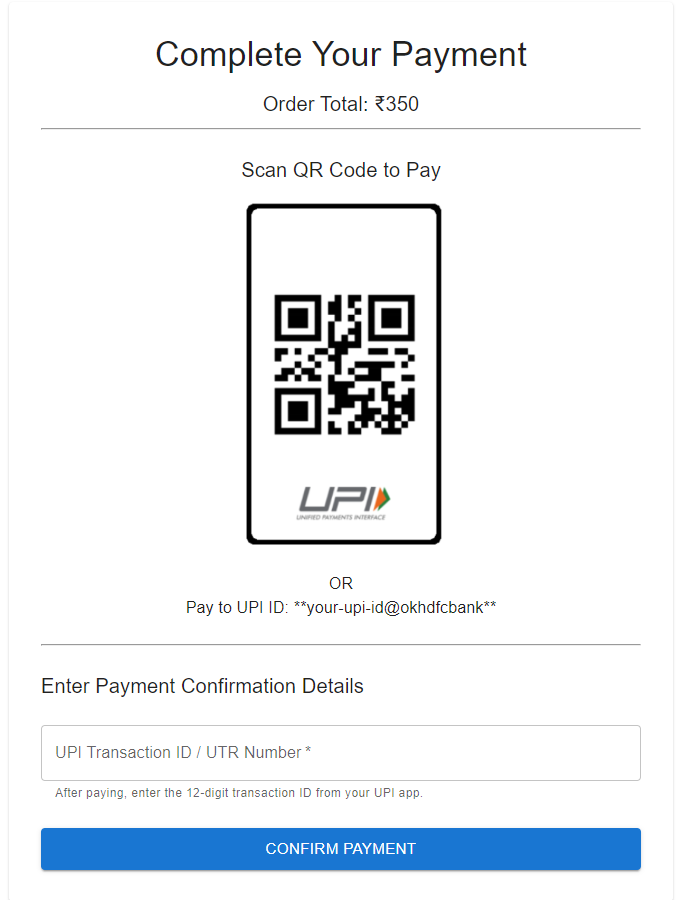 Complete Your Payment
Order Total: ₹350
Scan QR Code to Pay
UPI
UNIFIED PAYMENTS INTERFACE
OR
Pay to UPI ID: **your-upi-id@okhdfcbank**
Enter Payment Confirmation Details
UPI Transaction ID / UTR Number *
After paying, enter the 12-digit transaction ID from your UPI app.
CONFIRM PAYMENT